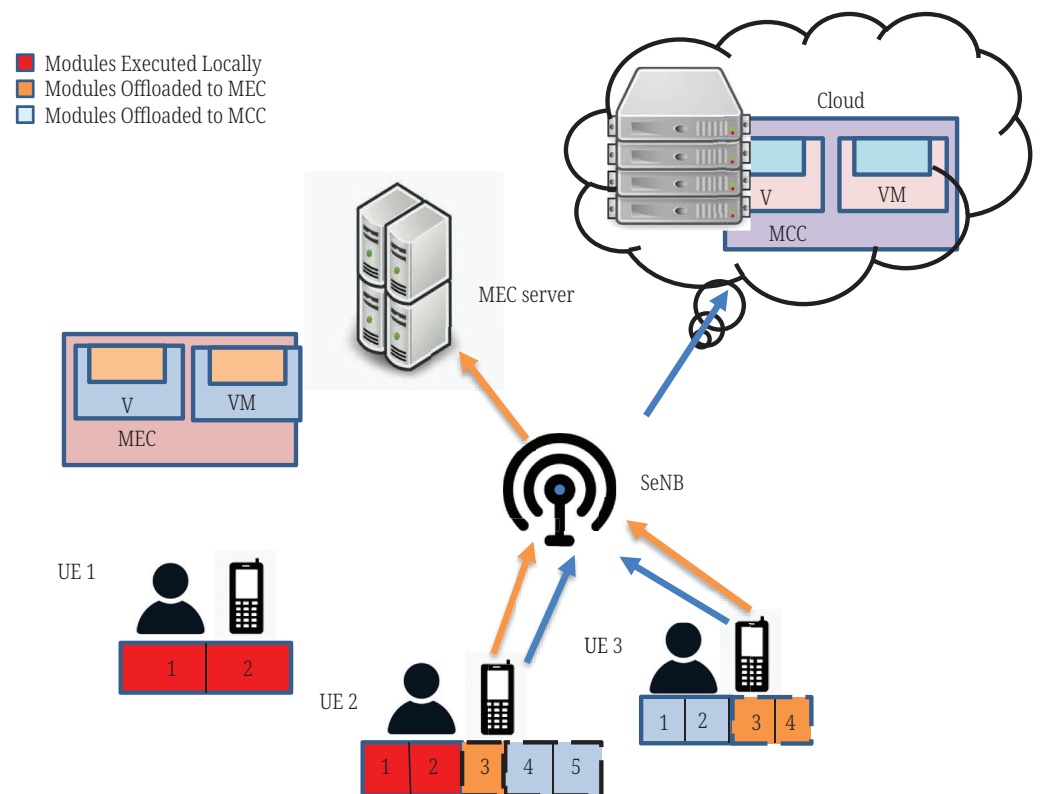 Modules Executed Locally
Modules Offloaded to MEC
Modules Offloaded to MCC
Cloud
V
VM
MCC
MEC server
V
VM
MEC
SeNB
UE 1
1 2
UE 2
1 2 3 4 5
UE 3
1 2 3 4